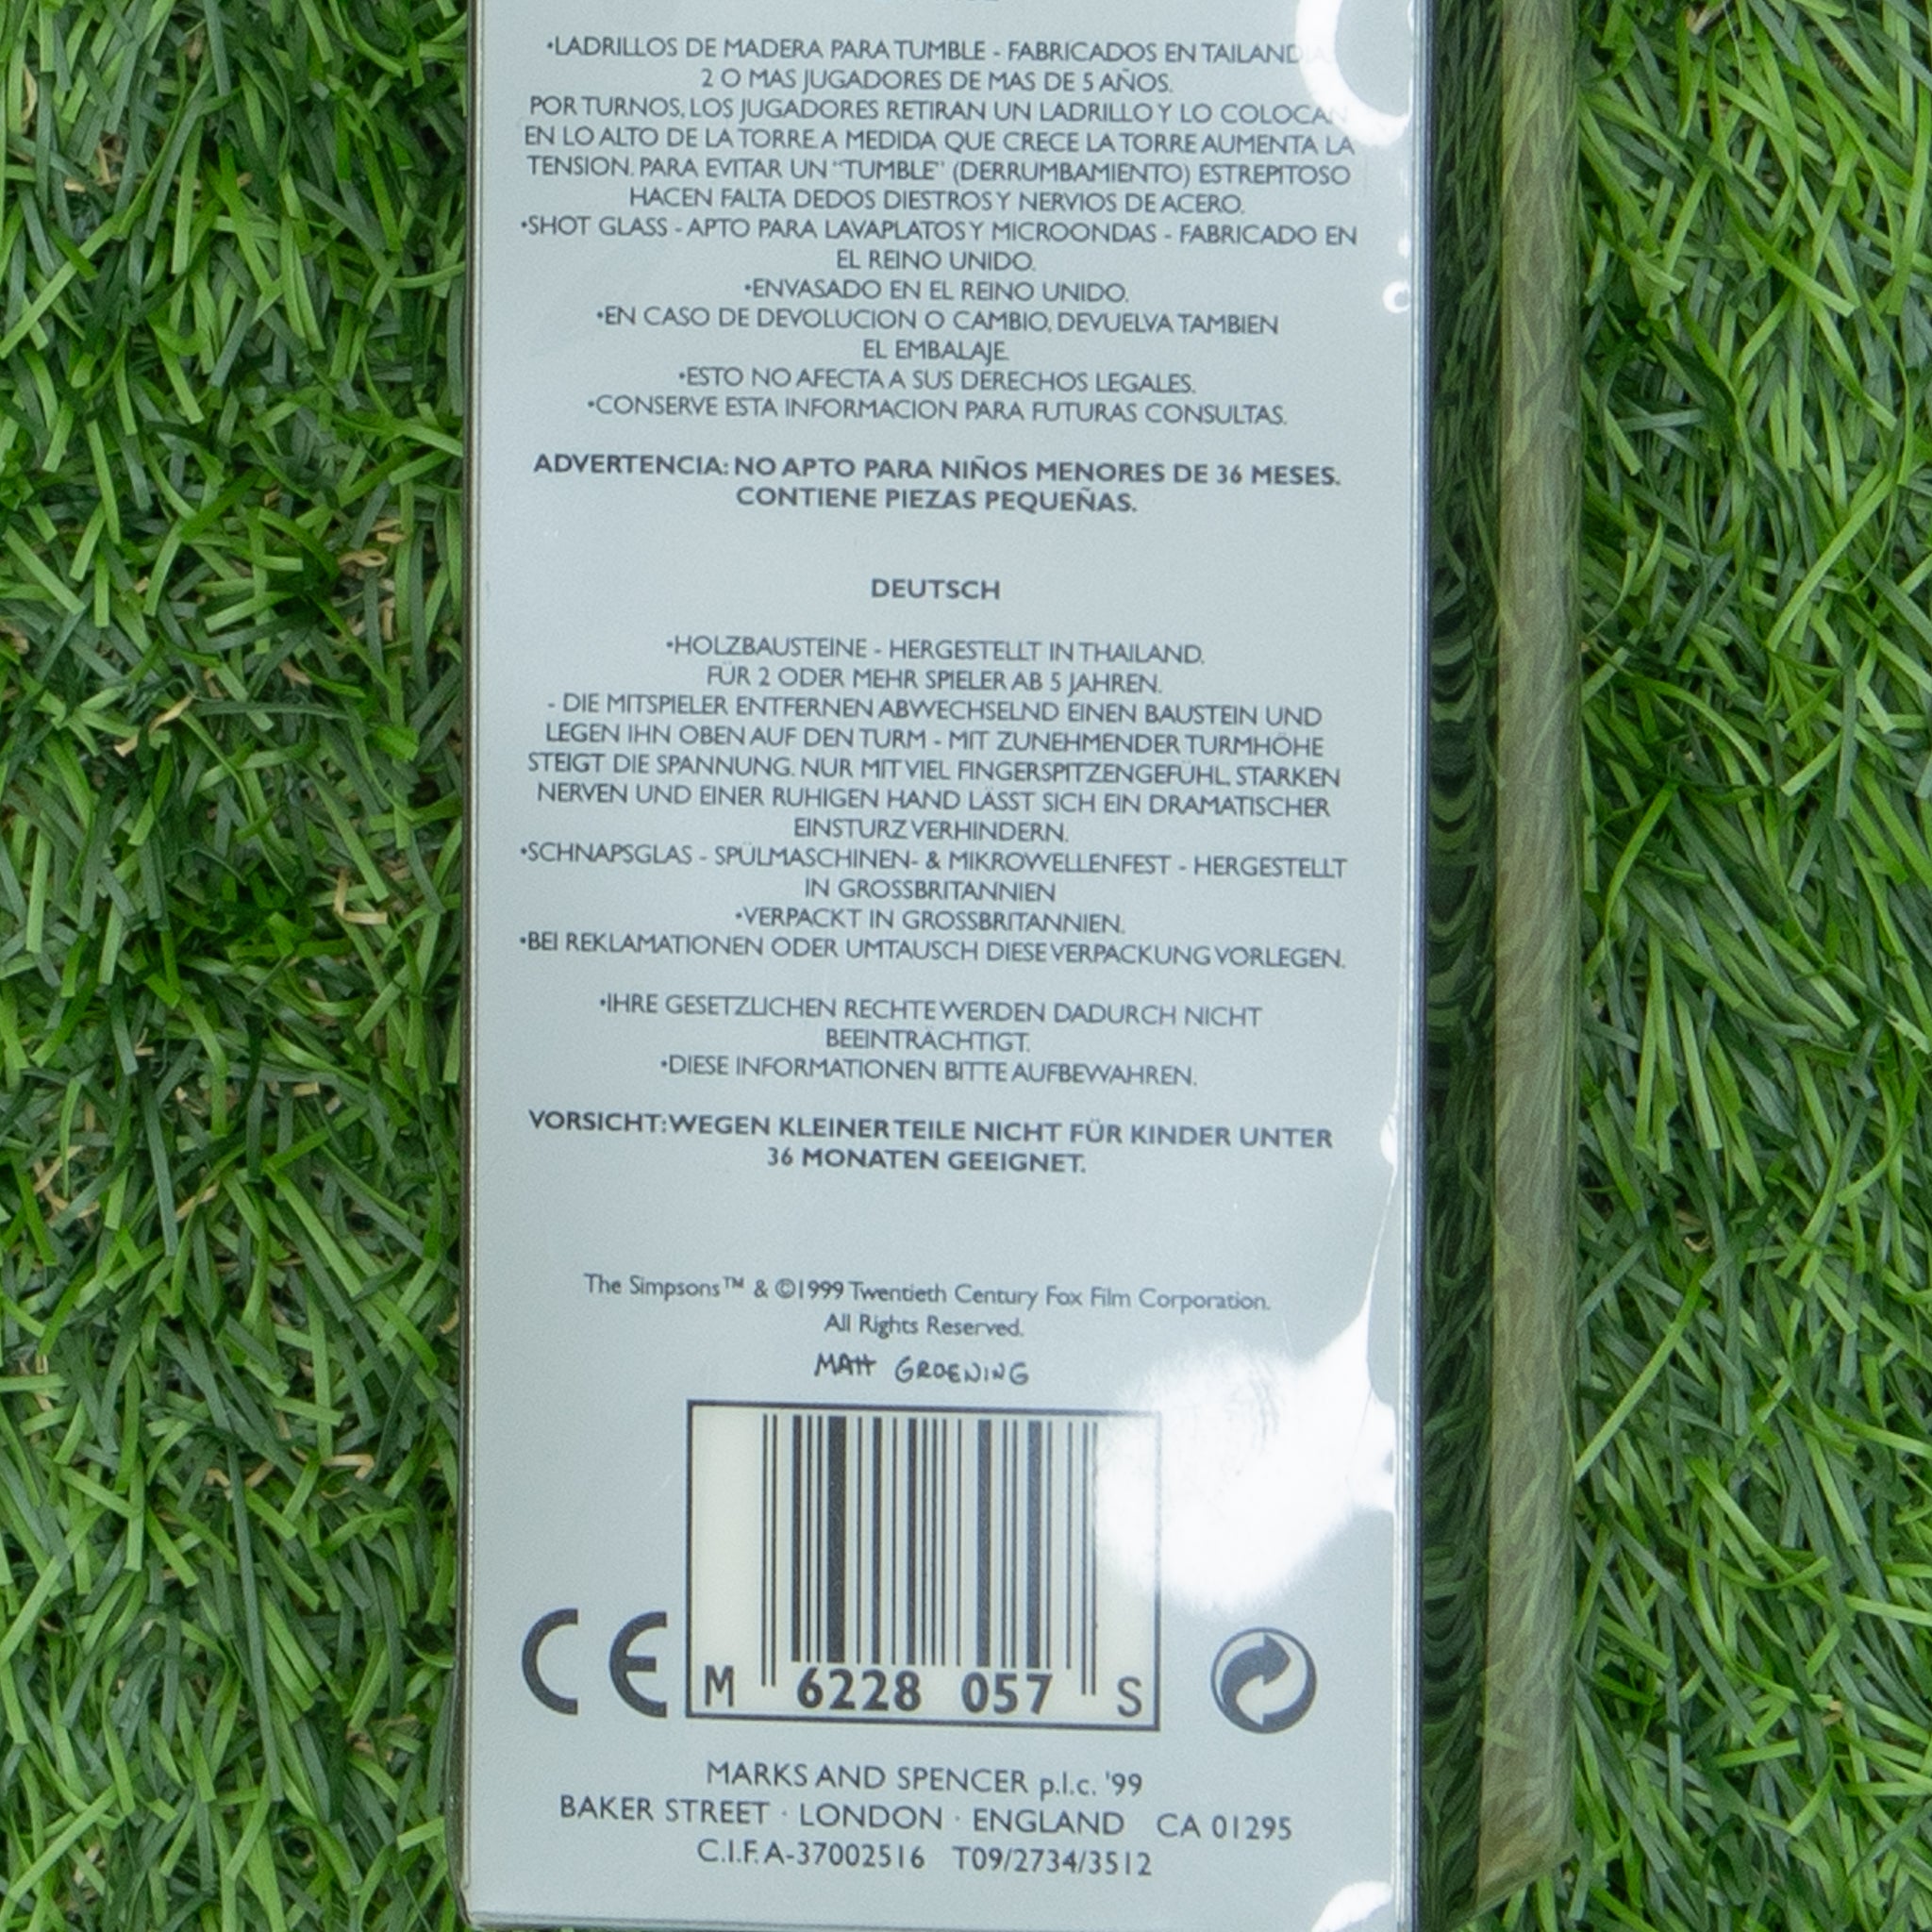 •LADRILLOS DE MADERA PARA TUMBLE - FABRICADOS EN TAILANDIA.
2 O MAS JUGADORES DE MAS DE 5 AÑOS.
POR TURNOS, LOS JUGADORES RETIRAN UN LADRILLO Y LO COLOCAN
EN LO ALTO DE LA TORRE A MEDIDA QUE CRECE LA TORRE AUMENTA LA
TENSION. PARA EVITAR UN "TUMBLE" (DERRUMBAMIENTO) ESTREPITOSO
HACEN FALTA DEDOS DIESTROS Y NERVIOS DE ACERO.
•SHOT GLASS - APTO PARA LAVAPLATOS Y MICROONDAS - FABRICADO EN
EL REINO UNIDO.
•ENVASADO EN EL REINO UNIDO.
•EN CASO DE DEVOLUCION O CAMBIO, DEVUELVA TAMBIEN
EL EMBALAJE.
•ESTO NO AFECTA A SUS DERECHOS LEGALES.
•CONSERVE ESTA INFORMACION PARA FUTURAS CONSULTAS.
ADVERTENCIA: NO APTO PARA NIÑOS MENORES DE 36 MESES.
CONTIENE PIEZAS PEQUEÑAS.
DEUTSCH
•HOLZBAUSTEINE - HERGESTELLT IN THAILAND.
FÜR 2 ODER MEHR SPIELER AB 5 JAHREN.
- DIE MITSPIELER ENTFERNEN ABWECHSELND EINEN BAUSTEIN UND
LEGEN IHN OBEN AUF DEN TURM - MIT ZUNEHMENDER TURMHÖHE
STEIGT DIE SPANNUNG. NUR MIT VIEL FINGERSPITZENGEFÜHL, STARKEN
NERVEN UND EINER RUHIGEN HAND LÄSST SICH EIN DRAMATISCHER
EINSTURZ VERHINDERN.
•SCHNAPSGLAS - SPÜLMASCHINEN- & MIKROWELLENFEST - HERGESTELLT
IN GROSSBRITANNIEN
•VERPACKT IN GROSSBRITANNIEN.
•BEI REKLAMATIONEN ODER UMTAUSCH DIESE VERPACKUNG VORLEGEN.
•IHRE GESETZLICHEN RECHTE WERDEN DADURCH NICHT
BEEINTRÄCHTIGT.
•DIESE INFORMATIONEN BITTE AUFBEWAHREN.
VORSICHT: WEGEN KLEINER TEILE NICHT FÜR KINDER UNTER
36 MONATEN GEEIGNET.
The Simpsons™ & ©1999 Twentieth Century Fox Film Corporation.
All Rights Reserved.
MATT GROENING
CE M 6228 057 S
MARKS AND SPENCER p.l.c. '99
BAKER STREET · LONDON · ENGLAND CA 01295
C.I.F. A-37002516 T09/2734/3512